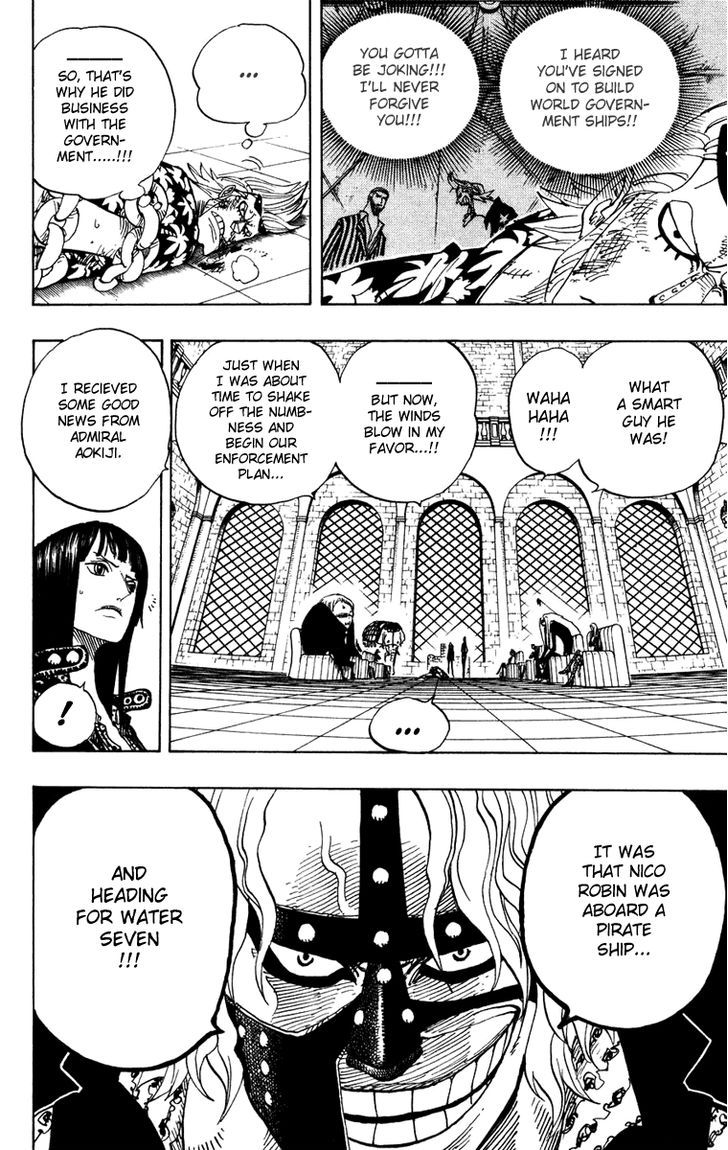 I HEARD
YOU'VE SIGNED
ON TO BUILD
WORLD GOVERN-
MENT SHIPS!!
YOU GOTTA
BE JOKING!!!
I'LL NEVER
FORGIVE
YOU!!!
...
SO, THAT'S
WHY HE DID
BUSINESS
WITH THE
GOVERN-
MENT.....!!!
WHAT
A SMART
GUY HE
WAS!
WAHA
HAHA
!!!
BUT NOW,
THE WINDS
BLOW IN MY
FAVOR...!!
JUST WHEN
I WAS ABOUT
TIME TO SHAKE
OFF THE NUMB-
NESS AND
BEGIN OUR
ENFORCEMENT
PLAN...
...
I RECIEVED
SOME GOOD
NEWS FROM
ADMIRAL
AOKIJI.
!
IT WAS
THAT NICO
ROBIN WAS
ABOARD A
PIRATE
SHIP...
AND
HEADING
FOR WATER
SEVEN
!!!